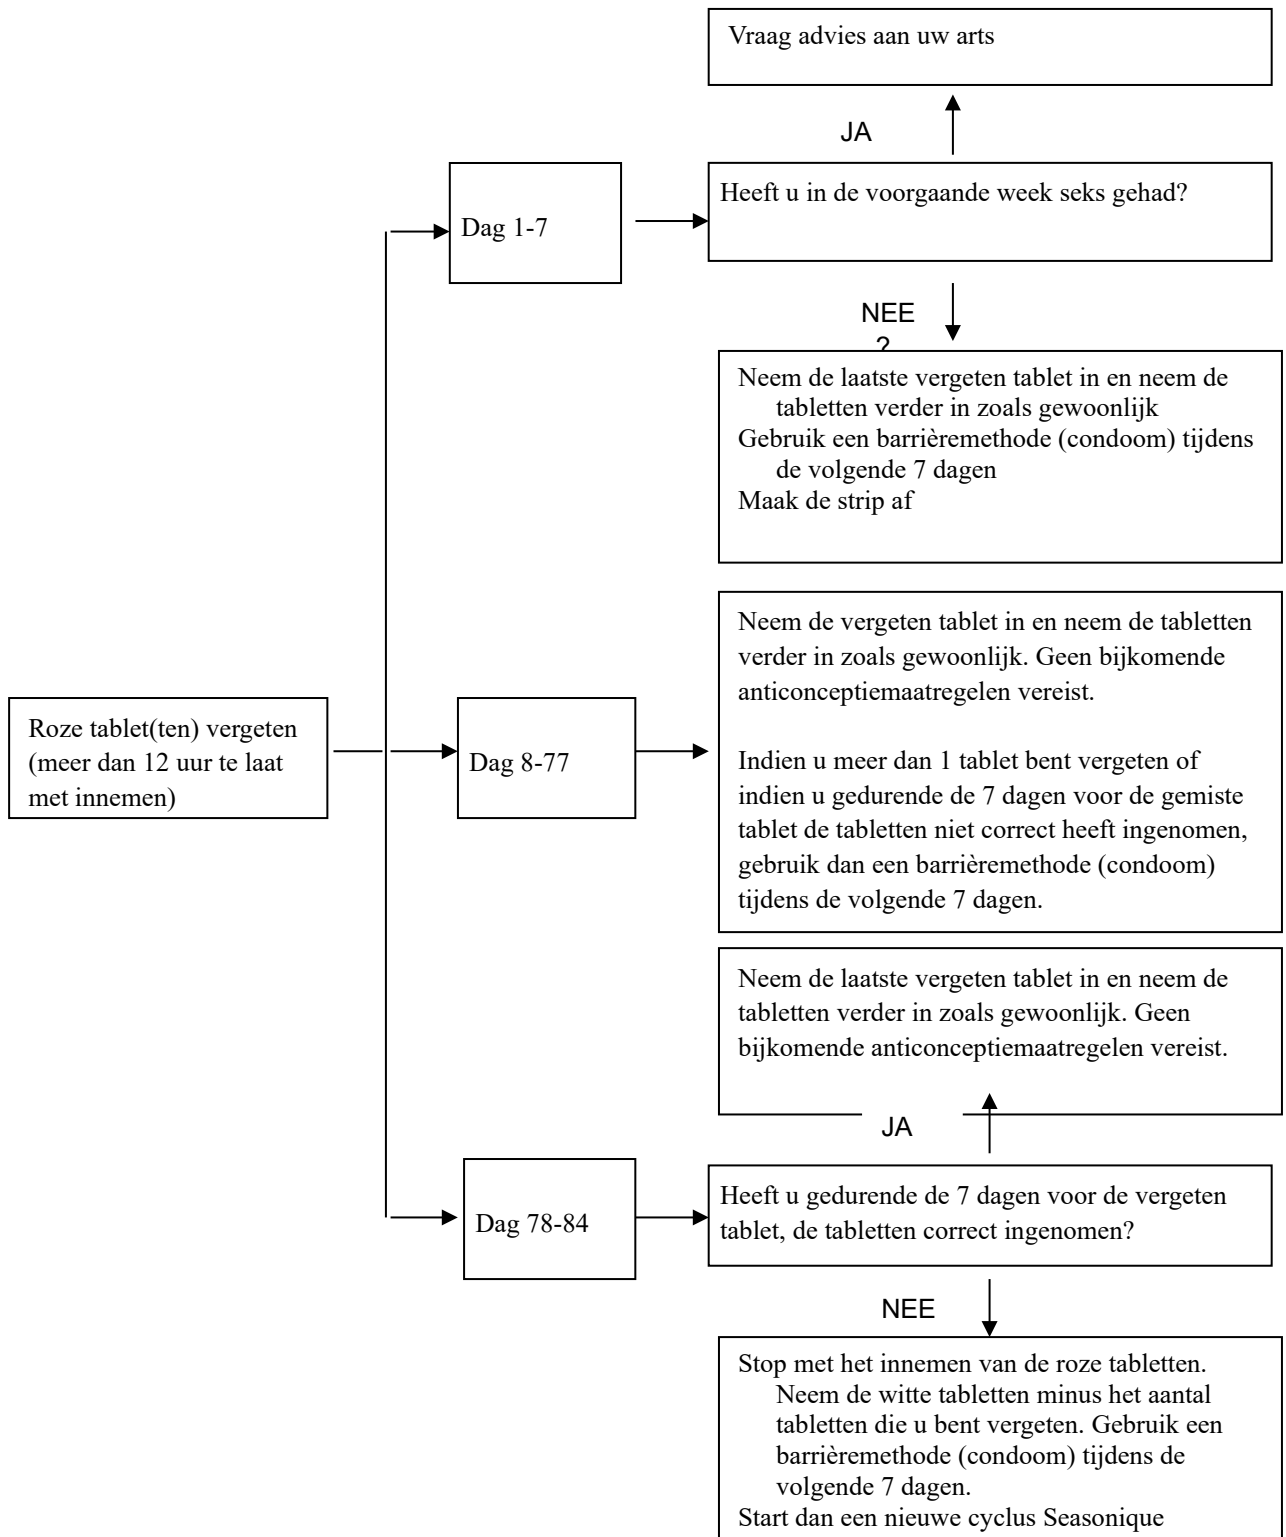 Vraag advies aan uw arts
JA
Dag 1-7
Heeft u in de voorgaande week seks gehad?
NEE
?
Neem de laatste vergeten tablet in en neem de
tabletten verder in zoals gewoonlijk
Gebruik een barrièremethode (condoom) tijdens
de volgende 7 dagen
Maak de strip af
Roze tablet(ten) vergeten
(meer dan 12 uur te laat
met innemen)
Dag 8-77
Neem de vergeten tablet in en neem de tabletten
verder in zoals gewoonlijk. Geen bijkomende
anticonceptiemaatregelen vereist.
Indien u meer dan 1 tablet bent vergeten of
indien u gedurende de 7 dagen voor de gemiste
tablet de tabletten niet correct heeft ingenomen,
gebruik dan een barrièremethode (condoom)
tijdens de volgende 7 dagen.
Neem de laatste vergeten tablet in en neem de
tabletten verder in zoals gewoonlijk. Geen
bijkomende anticonceptiemaatregelen vereist.
JA
Dag 78-84
Heeft u gedurende de 7 dagen voor de vergeten
tablet, de tabletten correct ingenomen?
NEE
Stop met het innemen van de roze tabletten.
Neem de witte tabletten minus het aantal
tabletten die u bent vergeten. Gebruik een
barrièremethode (condoom) tijdens de
volgende 7 dagen.
Start dan een nieuwe cyclus Seasonique